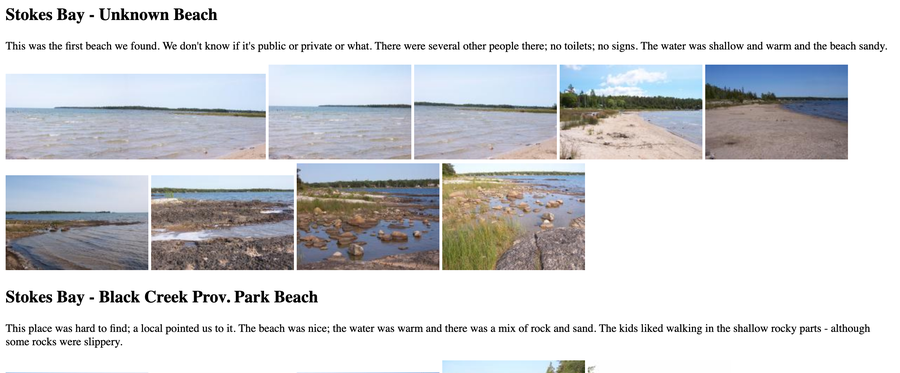 Stokes Bay - Unknown Beach
This was the first beach we found. We don't know if it's public or private or what. There were several other people there; no toilets; no signs. The water was shallow and warm and the beach sandy.
Stokes Bay - Black Creek Prov. Park Beach
This place was hard to find; a local pointed us to it. The beach was nice; the water was warm and there was a mix of rock and sand. The kids liked walking in the shallow rocky parts - although
some rocks were slippery.